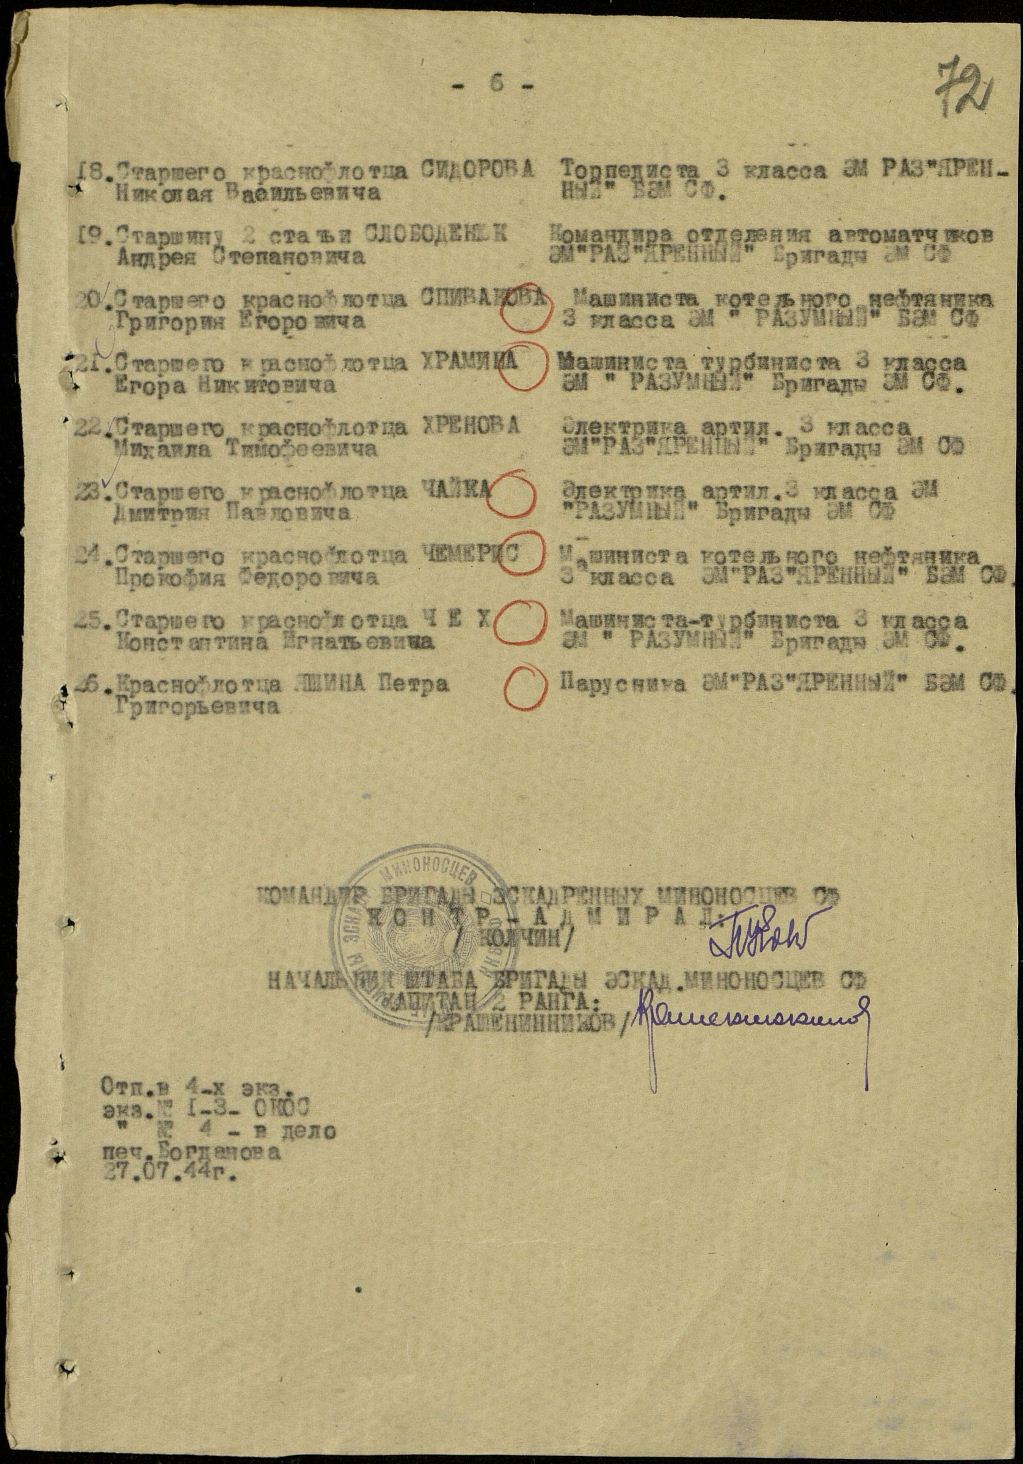 - 6 -
72
18. Старшего краснофлотца СИДОРОВА Торпедиста 3 класса ЭМ РАЗ"ЯРЕН-
Николая Васильевича НЫЙ" БЭМ СФ.
19. Старшину 2 статьи СЛОБОДЕНЮК Командира отделения автоматчиков
Андрея Степановича ЭМ"РАЗ"ЯРЕННЫЙ" Бригады ЭМ СФ
20. Старшего краснофлотца СПИВАКОВА Машиниста котельного нефтяника
Григория Егоровича 3 класса ЭМ " РАЗУМНЫЙ" БЭМ СФ
21. Старшего краснофлотца ХРАМИНА Машиниста турбиниста 3 класса
Егора Никитовича ЭМ " РАЗУМНЫЙ" Бригады ЭМ СФ.
22. Старшего краснофлотца ХРЕНОВА Электрика артил. 3 класса
Михаила Тимофеевича ЭМ"РАЗ"ЯРЕННЫЙ" Бригады ЭМ СФ
23. Старшего краснофлотца ЧАЙКА Электрика артил.3 класса ЭМ
Дмитрия Павловича "РАЗУМНЫЙ" Бригады ЭМ СФ
24. Старшего краснофлотца ЧЕМЕРИС Машиниста котельного нефтяника
Прокофия Федоровича 3 класса ЭМ"РАЗ"ЯРЕННЫЙ" БЭМ СФ.
25. Старшего краснофлотца Ч Е Х Машиниста-турбиниста 3 класса
Константина Игнатьевича ЭМ " РАЗУМНЫЙ" Бригады ЭМ СФ.
26. Краснофлотца ЯШИНА Петра Парусника ЭМ"РАЗ"ЯРЕННЫЙ" БЭМ СФ.
Григорьевича
КОМАНДИР БРИГАДЫ ЭСКАДРЕННЫХ МИНОНОСЦЕВ СФ
К О Н Т Р - А Д М И Р А Л:
/ КОЛЧИН/
НАЧАЛЬНИК ШТАБА БРИГАДЫ ЭСКАД.МИНОНОСЦЕВ СФ
КАПИТАН 2 РАНГА:
/КРАШЕНИННИКОВ/
МИНОНОСЦЕВ
Отп.в 4-х экз.
экз.№ I-3- ОКОС
" № 4 - в дело
печ.Богданова
27.07.44г.